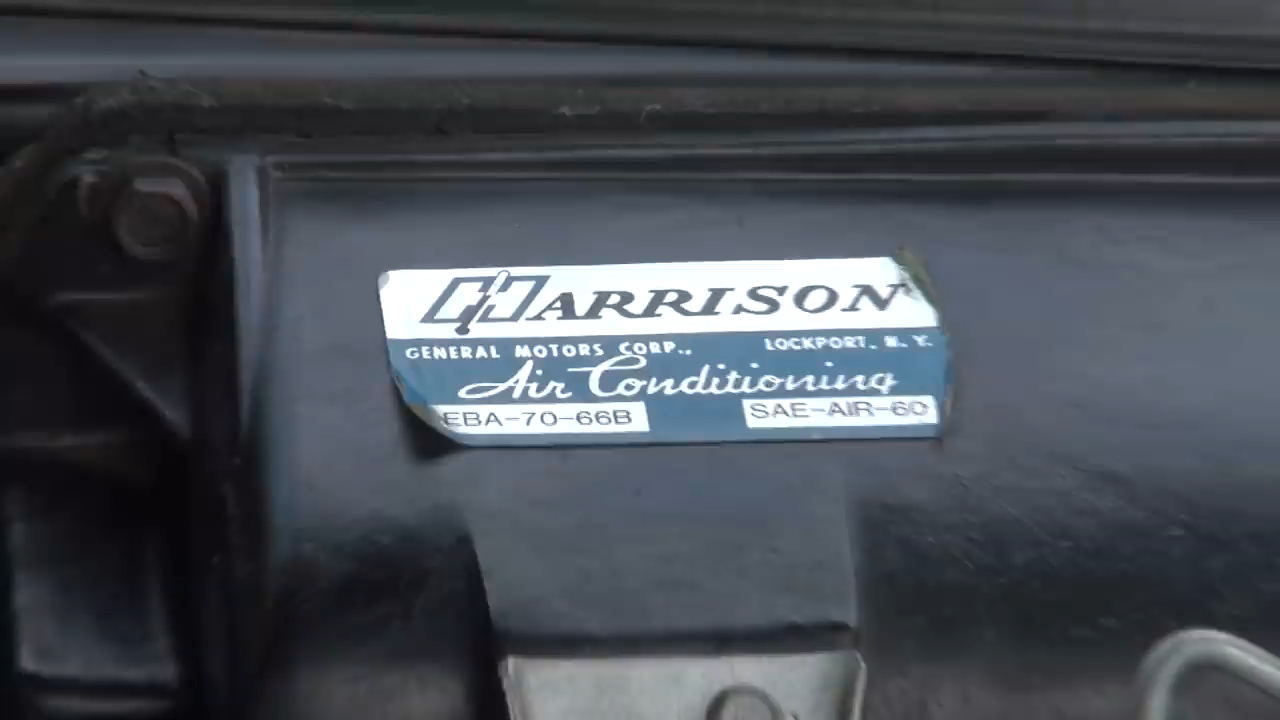 HARRISON
GENERAL MOTORS CORP., LOCKPORT, N.Y.
Air Conditioning
EBA-70-66B SAE-AIR-60